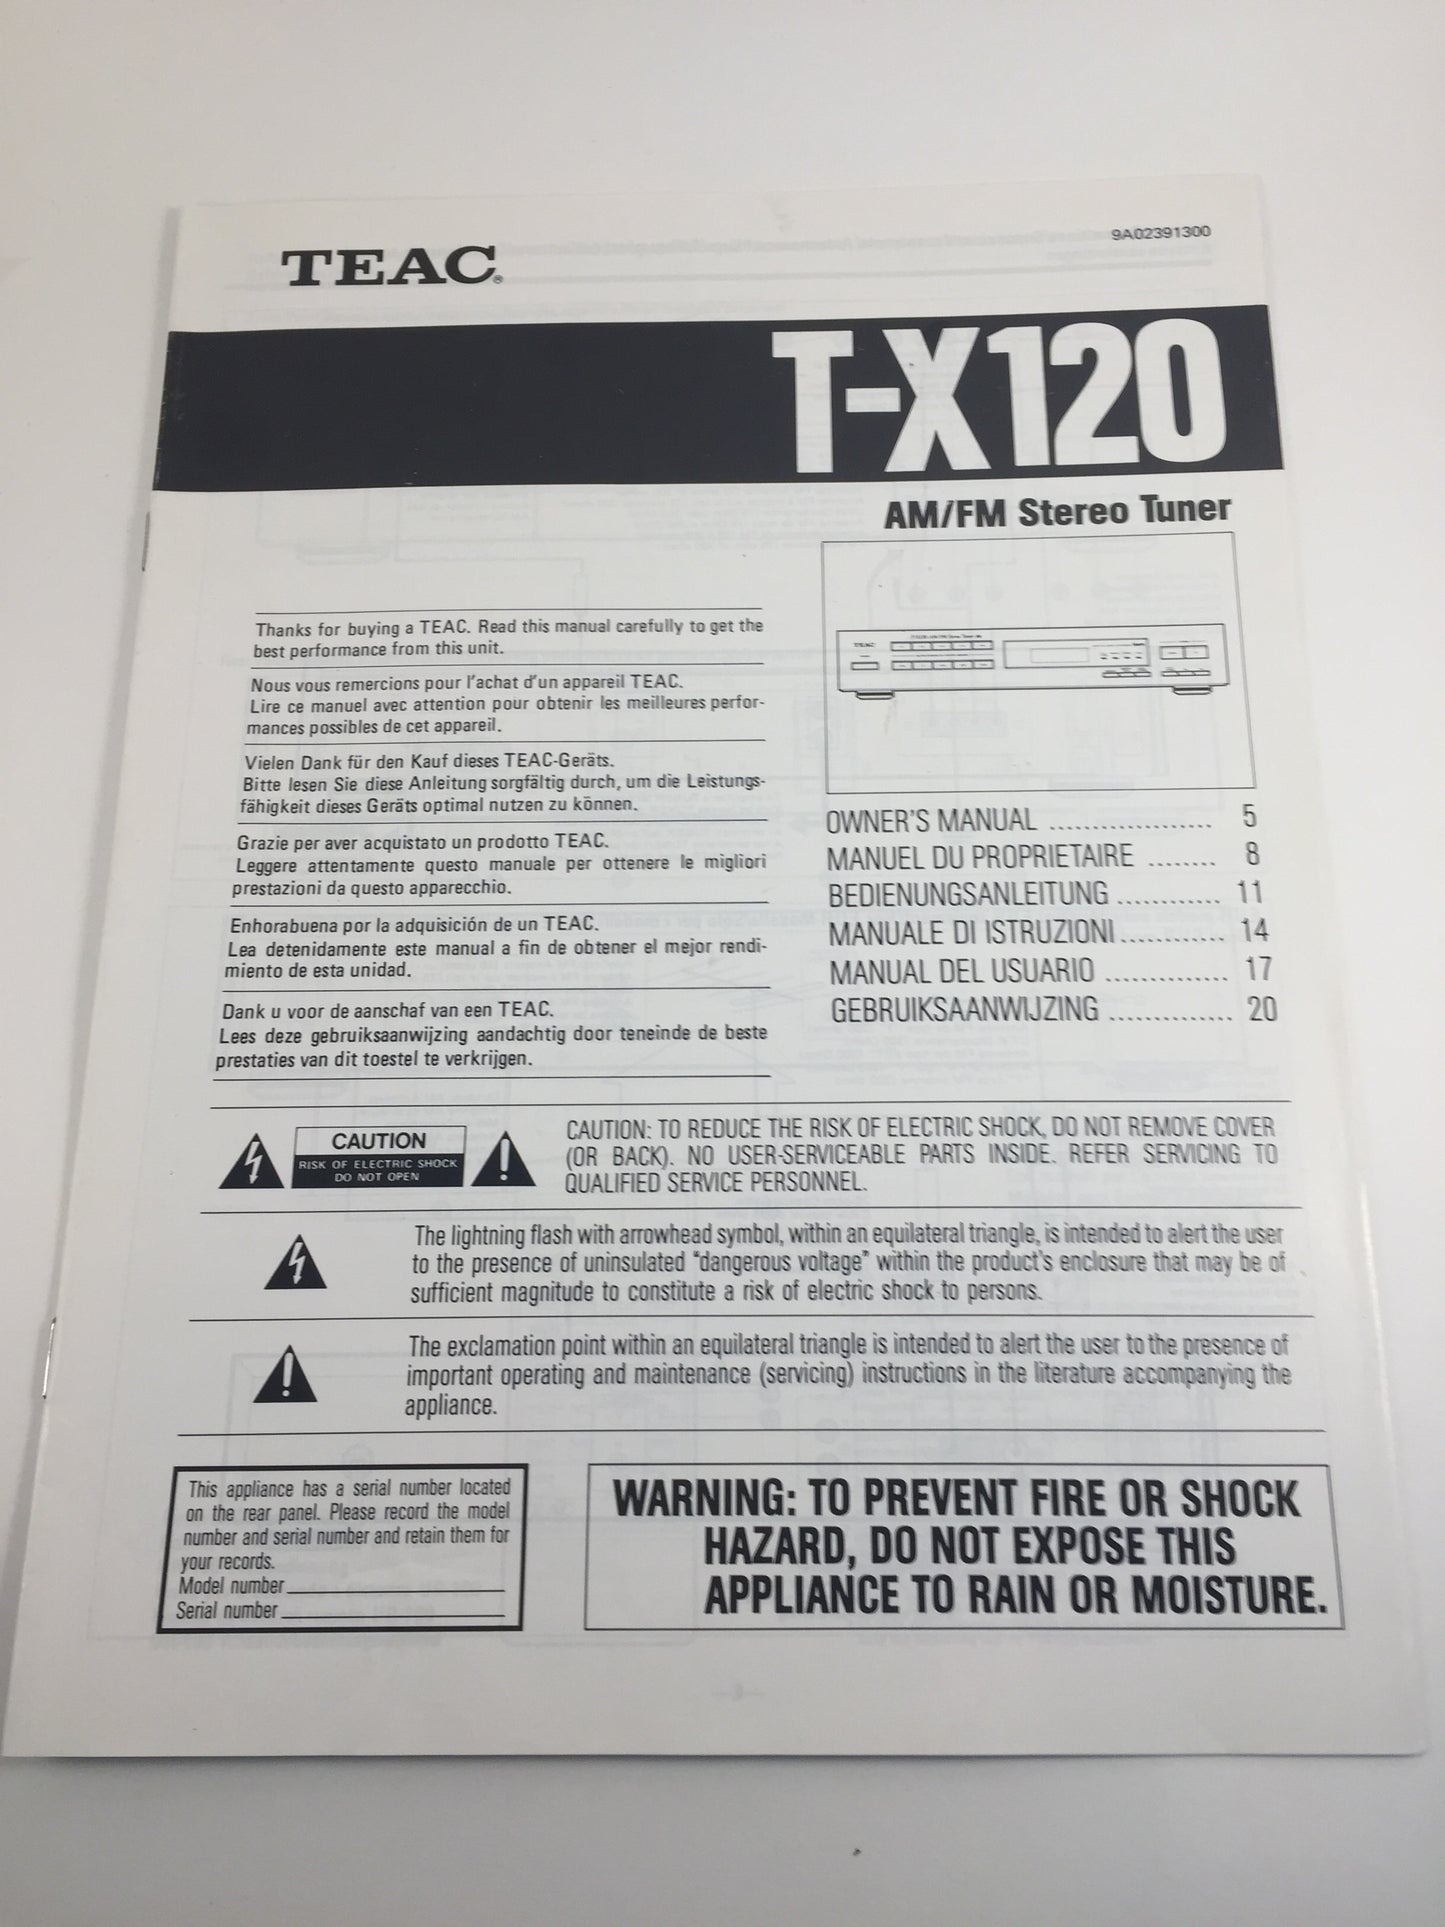 TEAC®
9A02391300
T-X120
AM/FM Stereo Tuner
Thanks for buying a TEAC. Read this manual carefully to get the
best performance from this unit.
Nous vous remercions pour l'achat d'un appareil TEAC.
Lire ce manuel avec attention pour obtenir les meilleures perfor-
mances possibles de cet appareil.
Vielen Dank für den Kauf dieses TEAC-Geräts.
Bitte lesen Sie diese Anleitung sorgfältig durch, um die Leistungs-
fähigkeit dieses Geräts optimal nutzen zu können.
Grazie per aver acquistato un prodotto TEAC.
Leggere attentamente questo manuale per ottenere le migliori
prestazioni da questo apparecchio.
Enhorabuena por la adquisición de un TEAC.
Lea detenidamente este manual a fin de obtener el mejor rendi-
miento de esta unidad.
Dank u voor de aanschaf van een TEAC.
Lees deze gebruiksaanwijzing aandachtig door teneinde de beste
prestaties van dit toestel te verkrijgen.
TEAC
OWNER'S MANUAL ................... 5
MANUEL DU PROPRIETAIRE ........ 8
BEDIENUNGSANLEITUNG ............ 11
MANUALE DI ISTRUZIONI ............ 14
MANUAL DEL USUARIO .............. 17
GEBRUIKSAANWIJZING .............. 20
CAUTION
RISK OF ELECTRIC SHOCK
DO NOT OPEN
CAUTION: TO REDUCE THE RISK OF ELECTRIC SHOCK, DO NOT REMOVE COVER
(OR BACK). NO USER-SERVICEABLE PARTS INSIDE. REFER SERVICING TO
QUALIFIED SERVICE PERSONNEL.
The lightning flash with arrowhead symbol, within an equilateral triangle, is intended to alert the user
to the presence of uninsulated "dangerous voltage" within the product's enclosure that may be of
sufficient magnitude to constitute a risk of electric shock to persons.
The exclamation point within an equilateral triangle is intended to alert the user to the presence of
important operating and maintenance (servicing) instructions in the literature accompanying the
appliance.
This appliance has a serial number located
on the rear panel. Please record the model
number and serial number and retain them for
your records.
Model number
Serial number
WARNING: TO PREVENT FIRE OR SHOCK
HAZARD, DO NOT EXPOSE THIS
APPLIANCE TO RAIN OR MOISTURE.